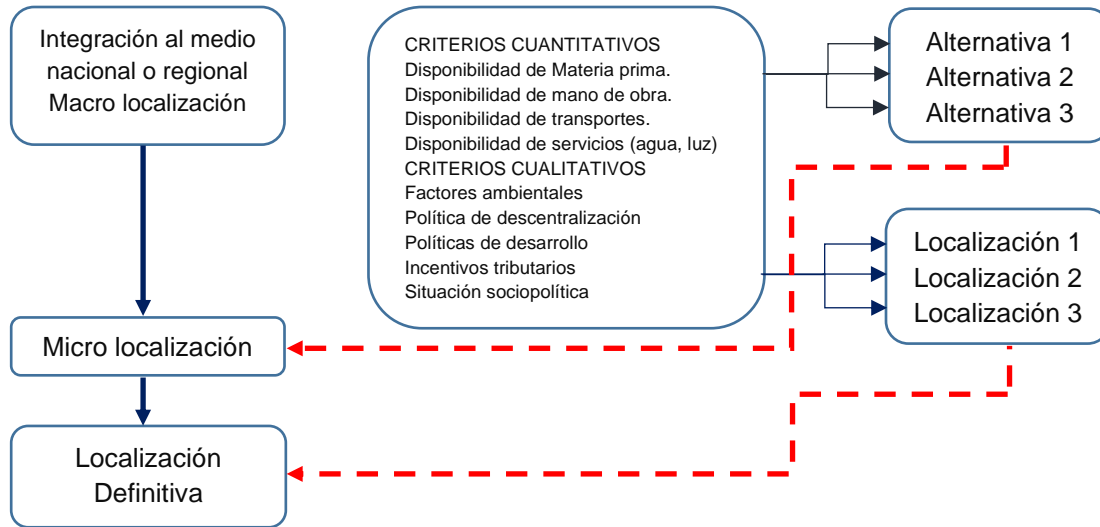 Integración al medio
nacional o regional
Macro localización
CRITERIOS CUANTITATIVOS
Disponibilidad de Materia prima.
Disponibilidad de mano de obra.
Disponibilidad de transportes.
Disponibilidad de servicios (agua, luz)
CRITERIOS CUALITATIVOS
Factores ambientales
Política de descentralización
Políticas de desarrollo
Incentivos tributarios
Situación sociopolítica
Alternativa 1
Alternativa 2
Alternativa 3
Localización 1
Localización 2
Localización 3
Micro localización
Localización
Definitiva